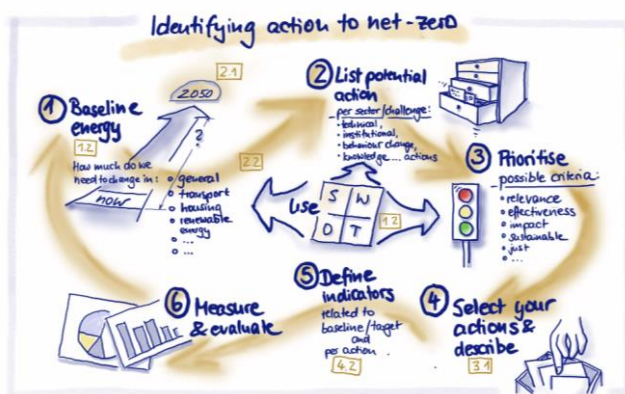 Identifying action to net-zero
1 Baseline
energy
1.2
How much do we
need to change in:
general
transport
housing
renewable
energy
...
...
now
?
2050
2.1
2.2
2 List potential
action
per sector/challenge:
technical,
institutional,
behaviour change,
knowledge ... actions
3 Prioritise
possible criteria:
relevance
effectiveness
impact
sustainable
just
...
use
S W
O T
1.2
4 Select your
actions &
describe
3.1
5 Define
indicators
related to
baseline/target
and
per action
4.2
6 Measure
& evaluate